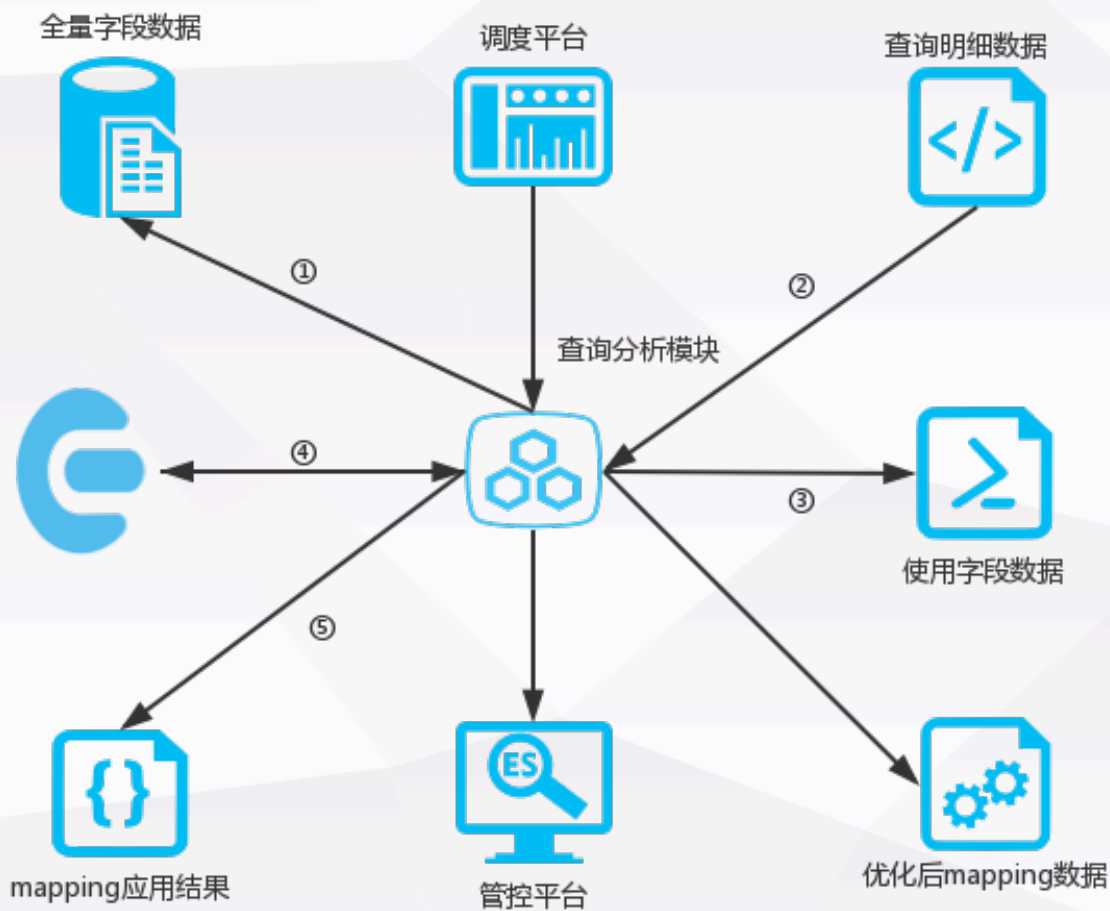 全量字段数据
调度平台
查询明细数据
</>
①
②
查询分析模块
④
③
使用字段数据
⑤
{}
ES
mapping应用结果
管控平台
优化后mapping数据